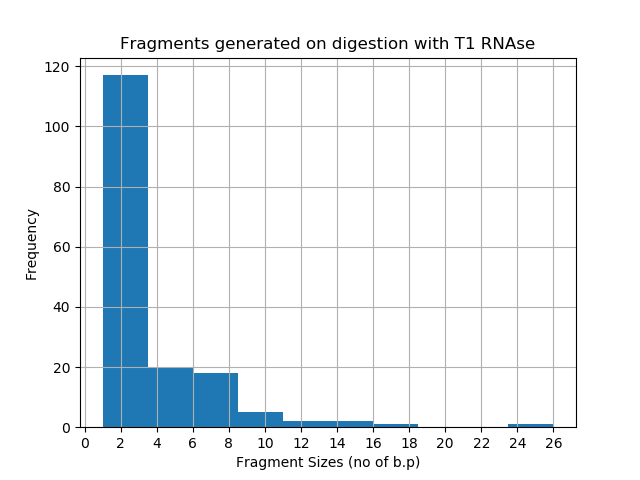 Fragments generated on digestion with T1 RNAse
120
100
80
60
40
20
0
Frequency
0 2 4 6 8 10 12 14 16 18 20 22 24 26
Fragment Sizes (no of b.p)